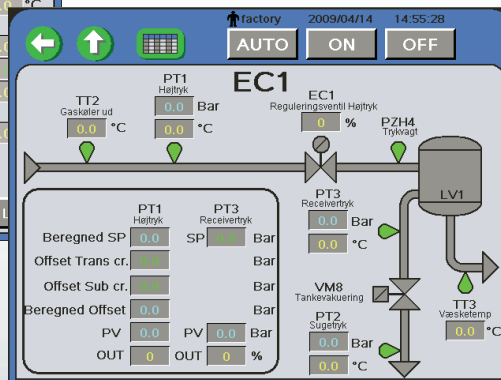 factory 2009/04/14 14:55:28
AUTO ON OFF
EC1
TT2
Gaskøler ud
0.0 °C
PT1
Højtryk
0.0 Bar
0.0 °C
EC1
Reguleringsventil Højtryk
0 %
PZH4
Trykvagt
LV1
PT3
Receivertryk
0.0 Bar
0.0 °C
VM8
Tankevakuering
PT2
Sugetryk
0.0 Bar
0.0 °C
TT3
Væsketemp
0.0 °C
PT1 PT3
Højtryk Receivertryk
Beregned SP 0.0 SP Bar
Offset Trans cr. Bar
Offset Sub cr. Bar
Beregned Offset 0.0 Bar
PV 0.0 PV 0.0 Bar
OUT 0 OUT 0 %